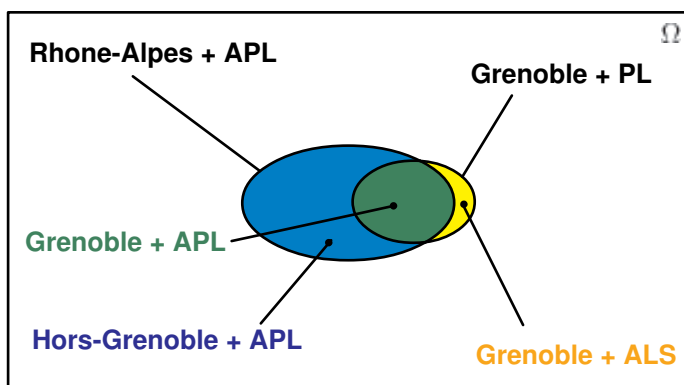 Ω
Rhone-Alpes + APL
Grenoble + PL
Grenoble + APL
Hors-Grenoble + APL
Grenoble + ALS